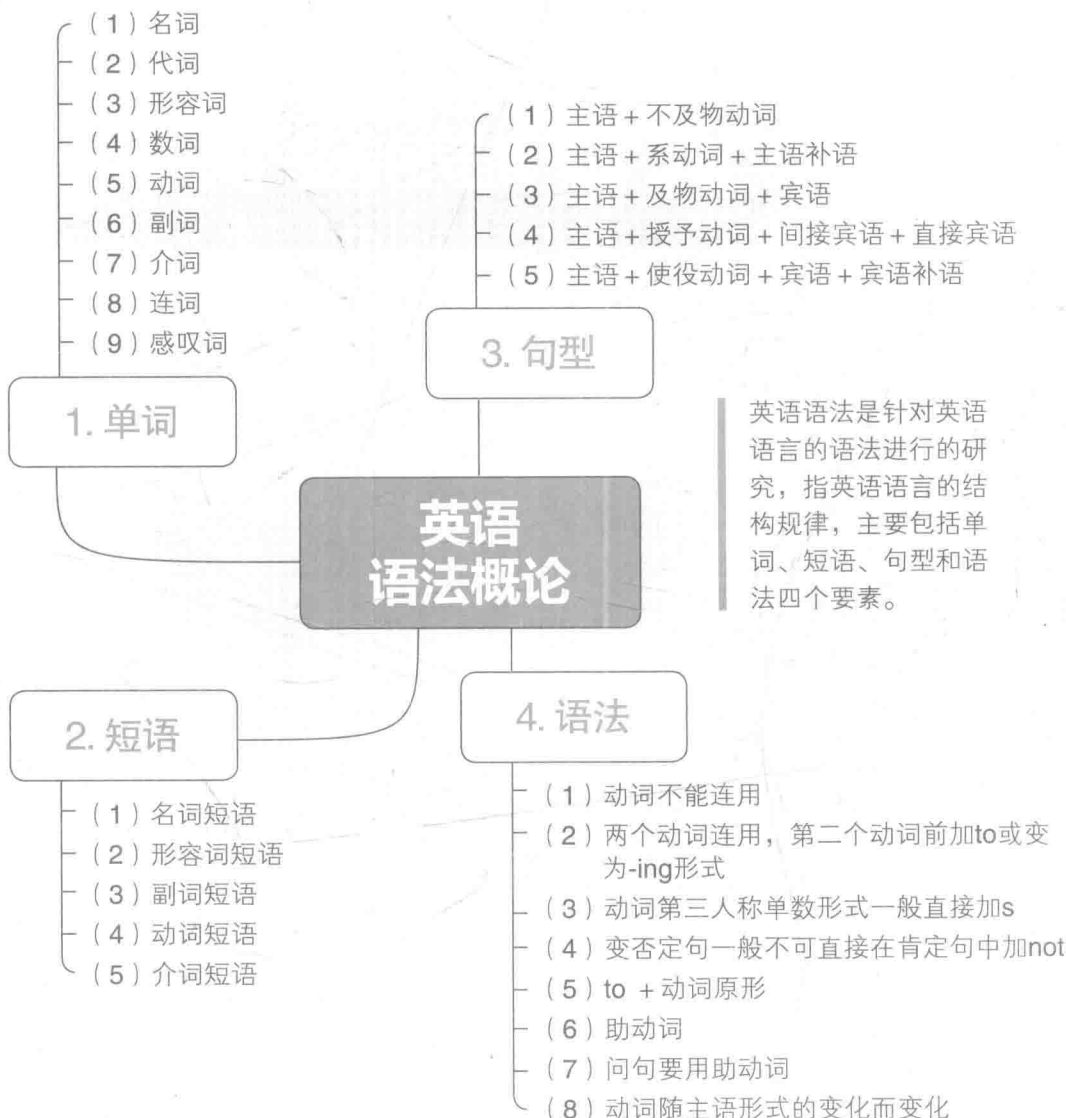 (1)名词
(2)代词
(3)形容词
(4)数词
(5)动词
(6)副词
(7)介词
(8)连词
(9)感叹词
1. 单词
(1)主语+不及物动词
(2)主语+系动词+主语补语
(3)主语+及物动词+宾语
(4)主语+授予动词+间接宾语+直接宾语
(5)主语+使役动词+宾语+宾语补语
3. 句型
英语语法是针对英语
语言的语法进行的研
究，指英语语言的结
构规律，主要包括单
词、短语、句型和语
法四个要素。
英语
语法概论
2. 短语
(1)名词短语
(2)形容词短语
(3)副词短语
(4)动词短语
(5)介词短语
4. 语法
(1)动词不能连用
(2)两个动词连用，第二个动词前加to或变
为-ing形式
(3)动词第三人称单数形式一般直接加s
(4)变否定句一般不可直接在肯定句中加not
(5)to +动词原形
(6)助动词
(7)问句要用助动词
(8)动词随主语形式的变化而变化